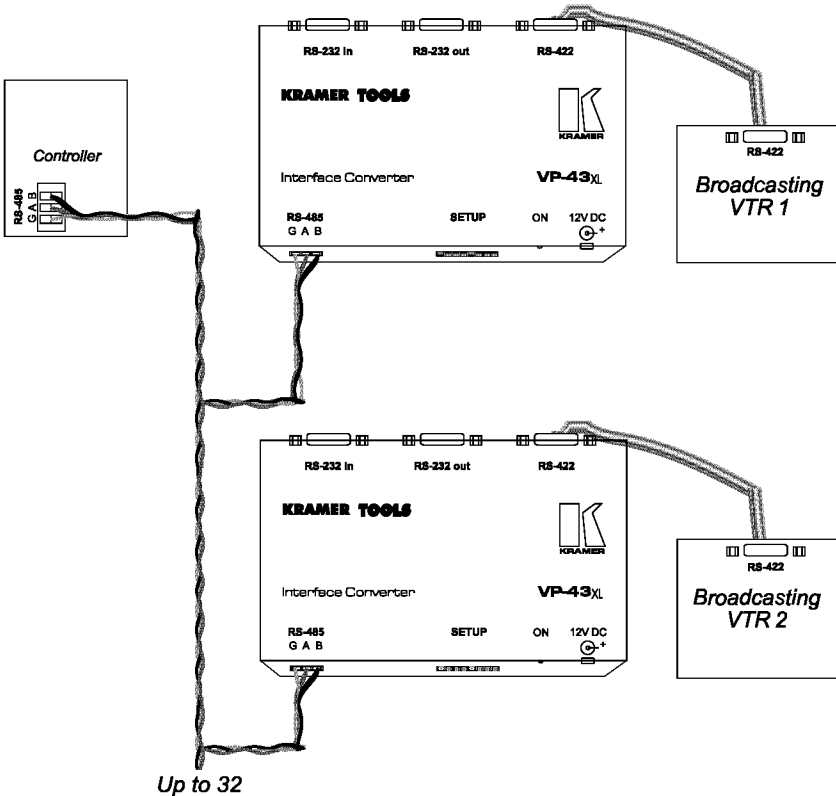 RS-232 in
RS-232 out
RS-422
KRAMER TOOLS
KRAMER
Controller
RS-485
G A B
Interface Converter
VP-43XL
RS-485
G A B
SETUP
ON
12V DC
+
RS-422
Broadcasting
VTR 1
RS-232 in
RS-232 out
RS-422
KRAMER TOOLS
KRAMER
Interface Converter
VP-43XL
RS-485
G A B
SETUP
ON
12V DC
+
RS-422
Broadcasting
VTR 2
Up to 32